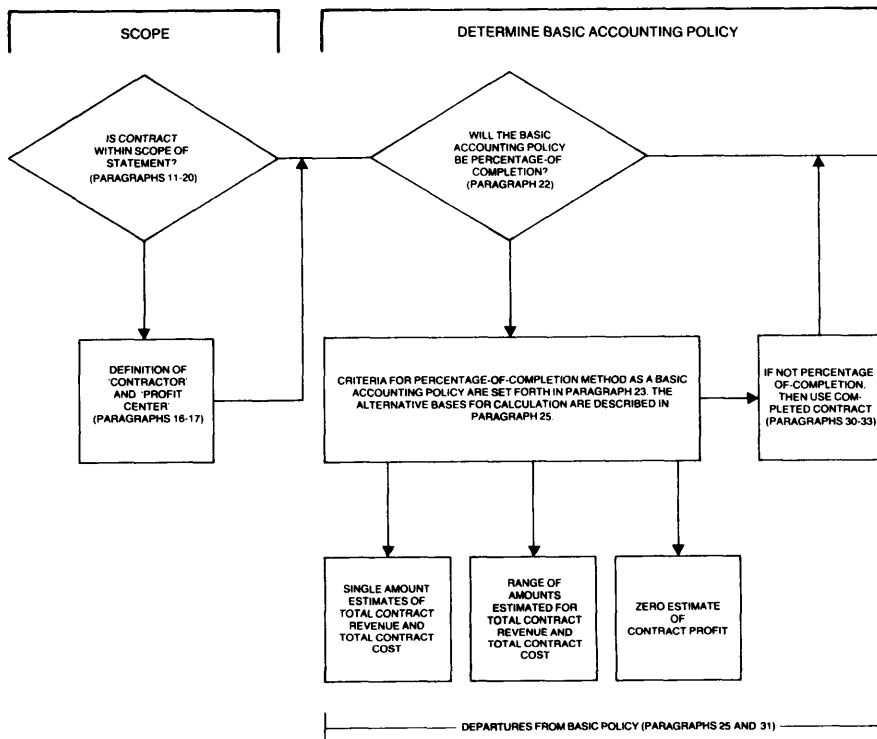 SCOPE
DETERMINE BASIC ACCOUNTING POLICY
IS CONTRACT
WITHIN SCOPE OF
STATEMENT?
(PARAGRAPHS 11-20)
WILL THE BASIC
ACCOUNTING POLICY
BE PERCENTAGE-OF
COMPLETION?
(PARAGRAPH 22)
DEFINITION OF
'CONTRACTOR'
AND 'PROFIT
CENTER'
(PARAGRAPHS 16-17)
CRITERIA FOR PERCENTAGE-OF-COMPLETION METHOD AS A BASIC
ACCOUNTING POLICY ARE SET FORTH IN PARAGRAPH 23. THE
ALTERNATIVE BASES FOR CALCULATION ARE DESCRIBED IN
PARAGRAPH 25.
IF NOT PERCENTAGE
OF-COMPLETION.
THEN USE COM-
PLETED CONTRACT
(PARAGRAPHS 30-33)
SINGLE AMOUNT
ESTIMATES OF
TOTAL CONTRACT
REVENUE AND
TOTAL CONTRACT
COST
RANGE OF
AMOUNTS
ESTIMATED FOR
TOTAL CONTRACT
REVENUE AND
TOTAL CONTRACT
COST
ZERO ESTIMATE
OF
CONTRACT PROFIT
DEPARTURES FROM BASIC POLICY (PARAGRAPHS 25 AND 31)